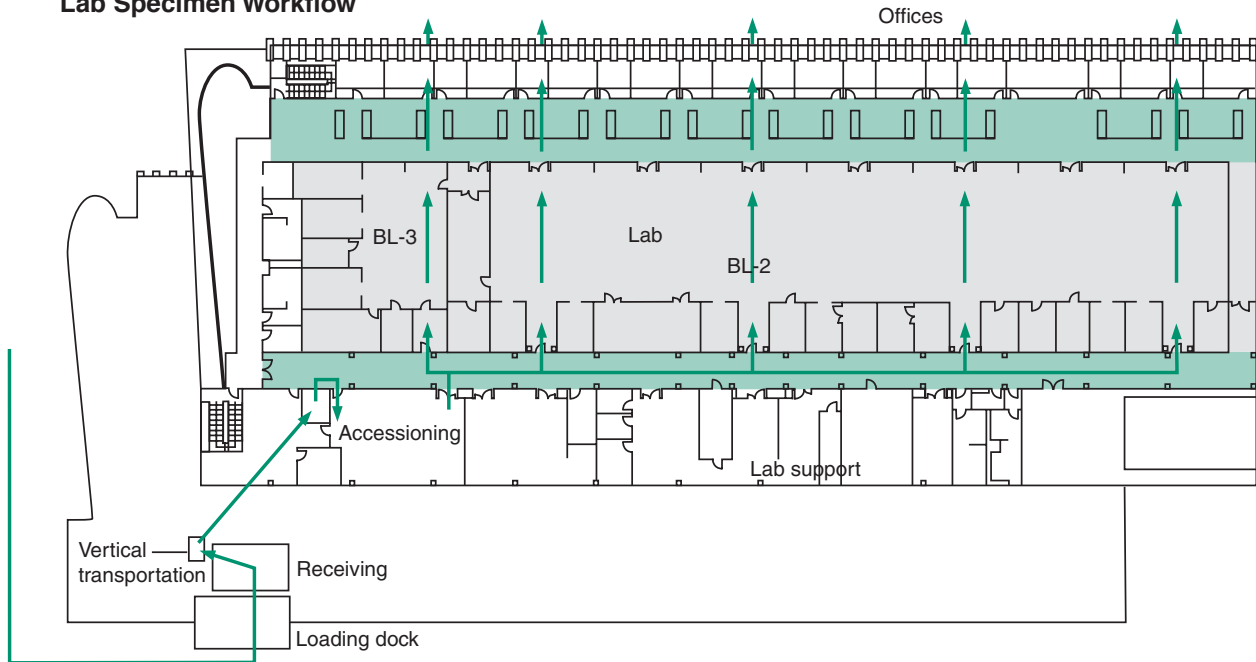 Lab Specimen Workflow
Offices
BL-3
Lab
BL-2
Accessioning
Lab support
Vertical
transportation
Receiving
Loading dock